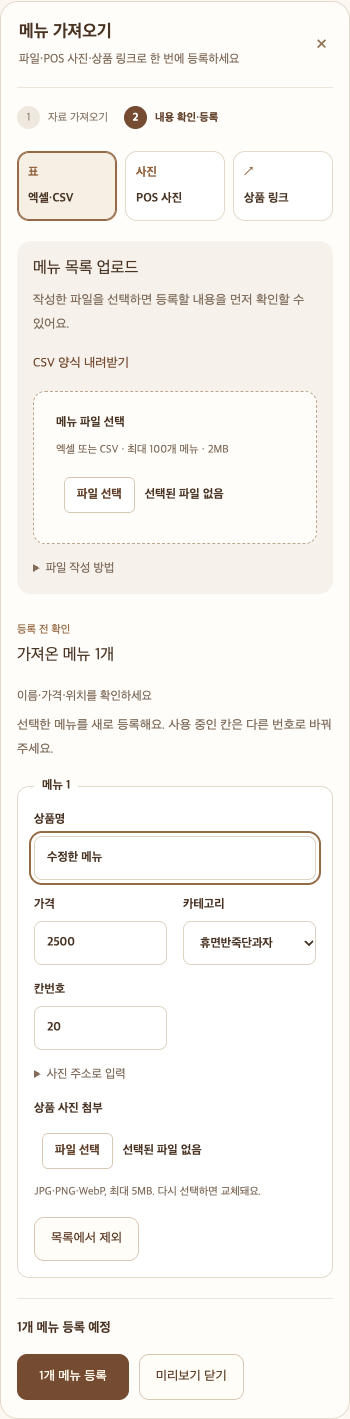 메뉴 가져오기
파일·POS 사진·상품 링크로 한 번에 등록하세요
×
1 자료 가져오기 2 내용 확인·등록
표 사진 ↗
엑셀·CSV POS 사진 상품 링크
메뉴 목록 업로드
작성한 파일을 선택하면 등록할 내용을 먼저 확인할 수
있어요.
CSV 양식 내려받기
메뉴 파일 선택
엑셀 또는 CSV · 최대 100개 메뉴 · 2MB
파일 선택 선택된 파일 없음
▶ 파일 작성 방법
등록 전 확인
가져온 메뉴 1개
이름·가격·위치를 확인하세요
선택한 메뉴를 새로 등록해요. 사용 중인 칸은 다른 번호로 바꿔
주세요.
메뉴 1
상품명
수정한 메뉴
가격 카테고리
2500 휴면반죽단과자
칸번호
20
▶ 사진 주소로 입력
상품 사진 첨부
파일 선택 선택된 파일 없음
JPG·PNG·WebP, 최대 5MB. 다시 선택하면 교체돼요.
목록에서 제외
1개 메뉴 등록 예정
1개 메뉴 등록 미리보기 닫기